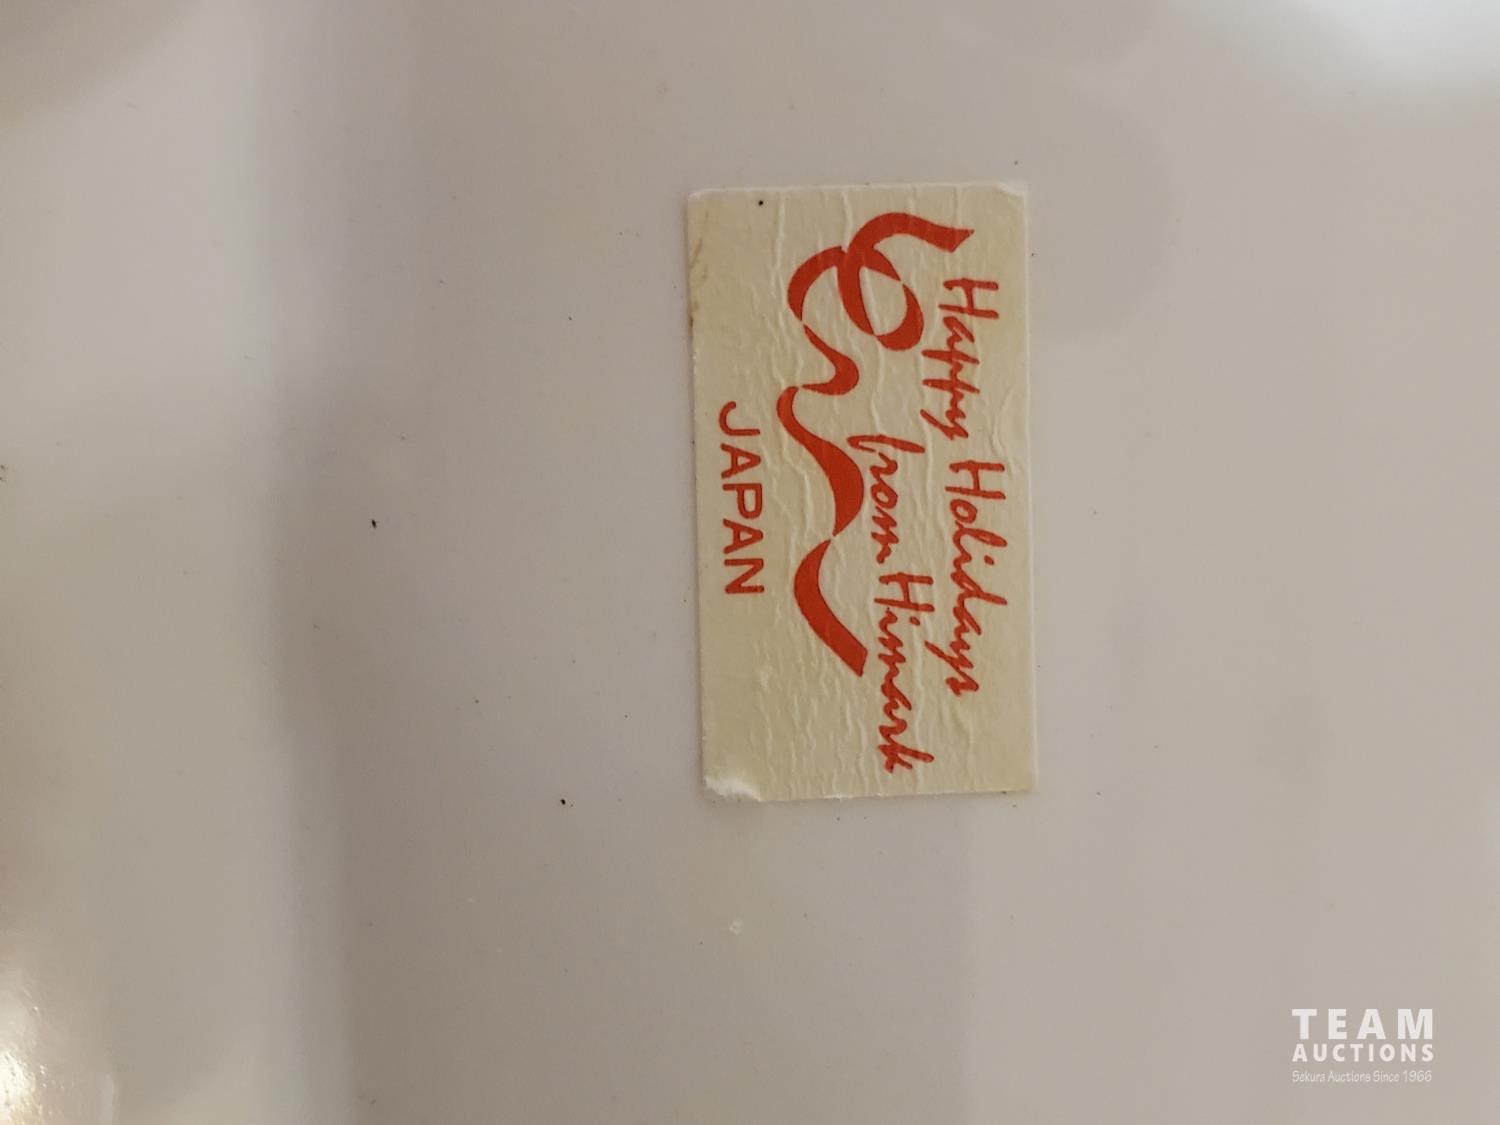 Happy Holidays
from Himark
JAPAN
TEAM
AUCTIONS
Sekura Auctions Since 1966